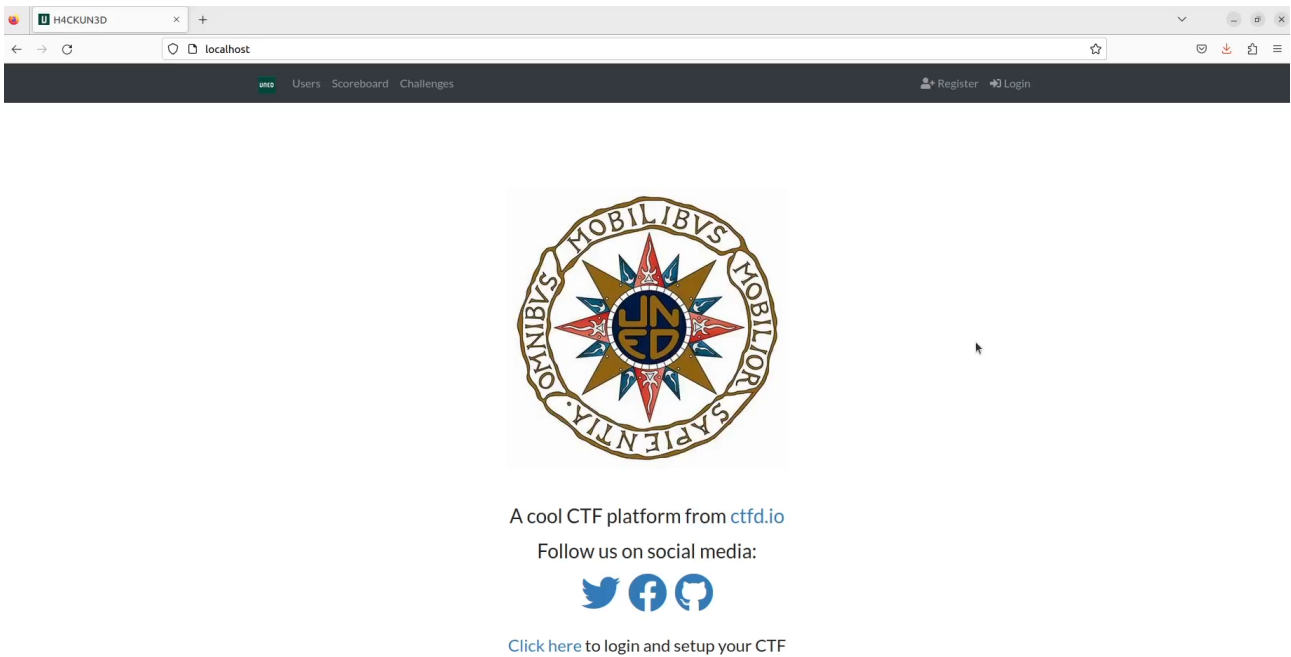 H4CKUN3D
localhost
UNED Users Scoreboard Challenges Register Login
OMNIBVS MOBILIBVS MOBILIOR SAPIENTIA.
UNED
A cool CTF platform from ctfd.io
Follow us on social media:
Click here to login and setup your CTF